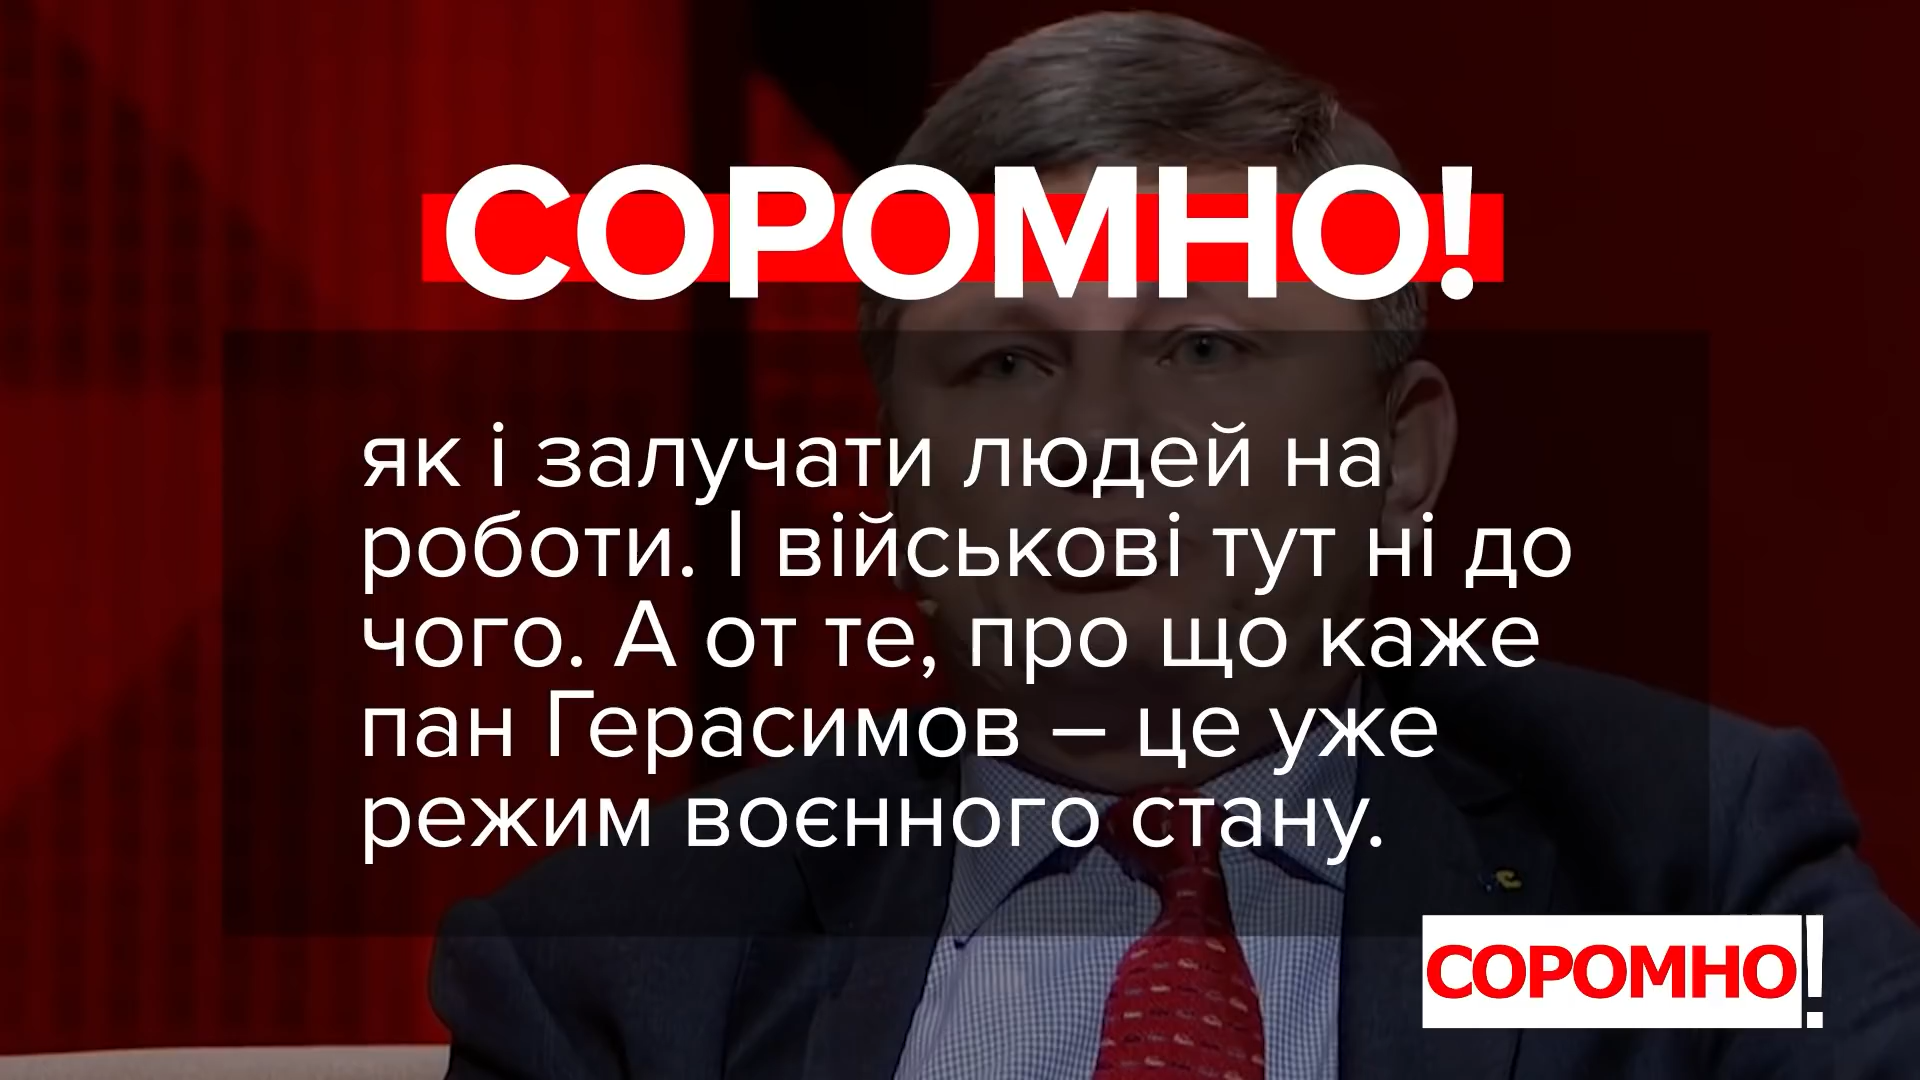 СОРОМНО!
як і залучати людей на
роботи. І військові тут ні до
чого. А от те, про що каже
пан Герасимов – це уже
режим воєнного стану.
СОРОМНО!